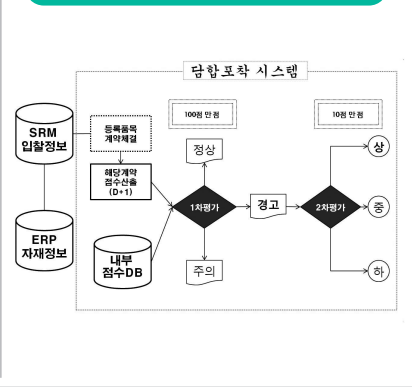 담합포착 시스템
100점 만점
10점 만점
SRM
입찰정보
등록품목
계약체결
정상
상
해당계약
점수산출
(D+1)
1차평가
경고
2차평가
중
ERP
자재정보
내부
점수DB
주의
하